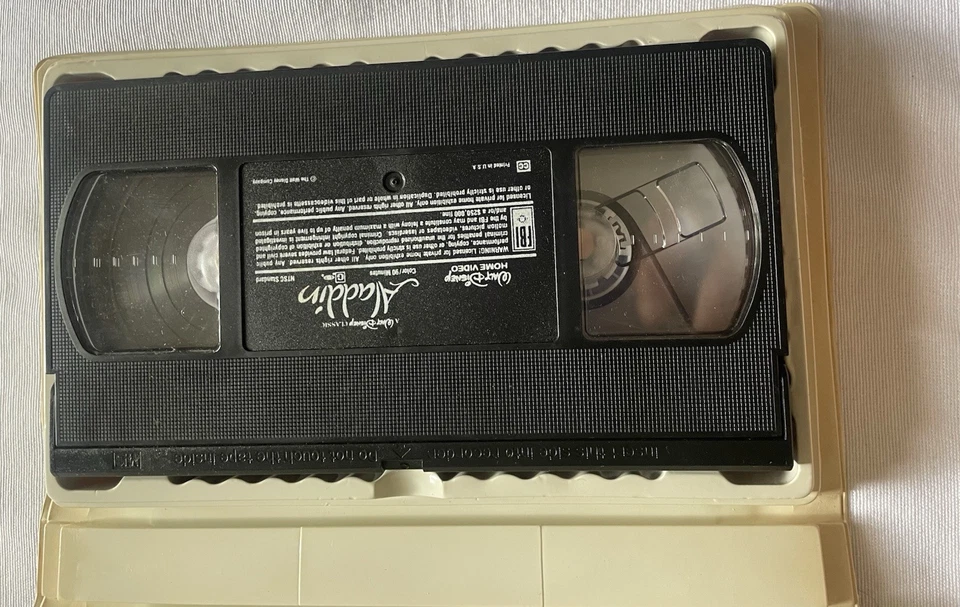 A WALT DISNEY CLASSIC
Aladdin
WALT DISNEY
HOME VIDEO
Color/90 Minutes
G
NTSC Standard
WARNING: Licensed for private home exhibition only. All other rights reserved. Any public
performance, copying, or other use is strictly prohibited. Federal law provides severe civil and
criminal penalties for the unauthorized reproduction, distribution or exhibition of copyrighted
motion pictures, videotapes or videodiscs. Criminal copyright infringement is investigated
by the FBI and may constitute a felony with maximum penalty of up to five years in prison
and/or a $250,000 fine.
FBI
Licensed for private home exhibition only. All other rights reserved. Any public performance, copying,
or other use is strictly prohibited. Duplication in whole or part of this videocassette is prohibited.
CC Printed in U.S.A.
© The Walt Disney Company
Insert this side into recorder
Do not touch the tape inside